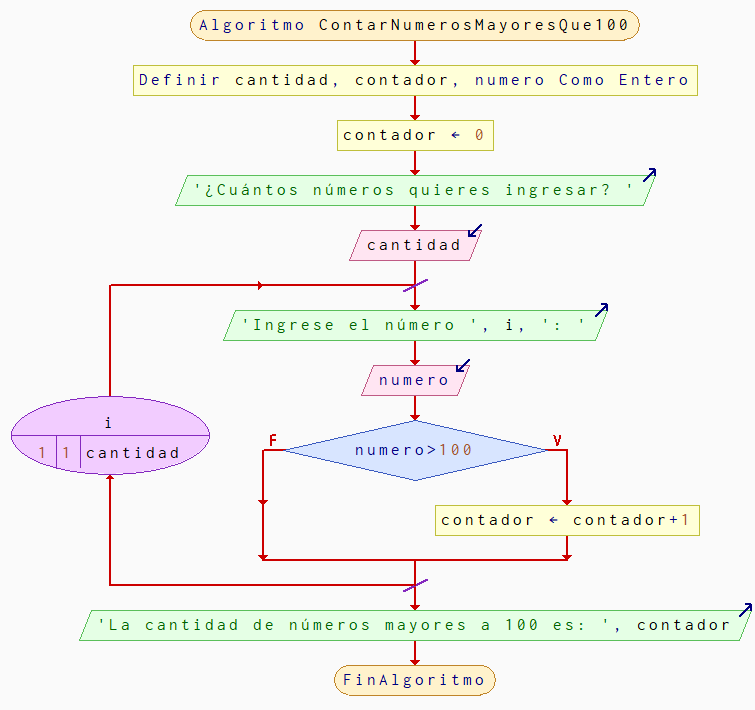 Algoritmo ContarNumerosMayoresQue100
Definir cantidad, contador, numero Como Entero
contador ← 0
'¿Cuántos números quieres ingresar? '
cantidad
'Ingrese el número ', i, ': '
numero
i
1 1 cantidad
F
numero>100
V
contador ← contador+1
'La cantidad de números mayores a 100 es: ', contador
FinAlgoritmo